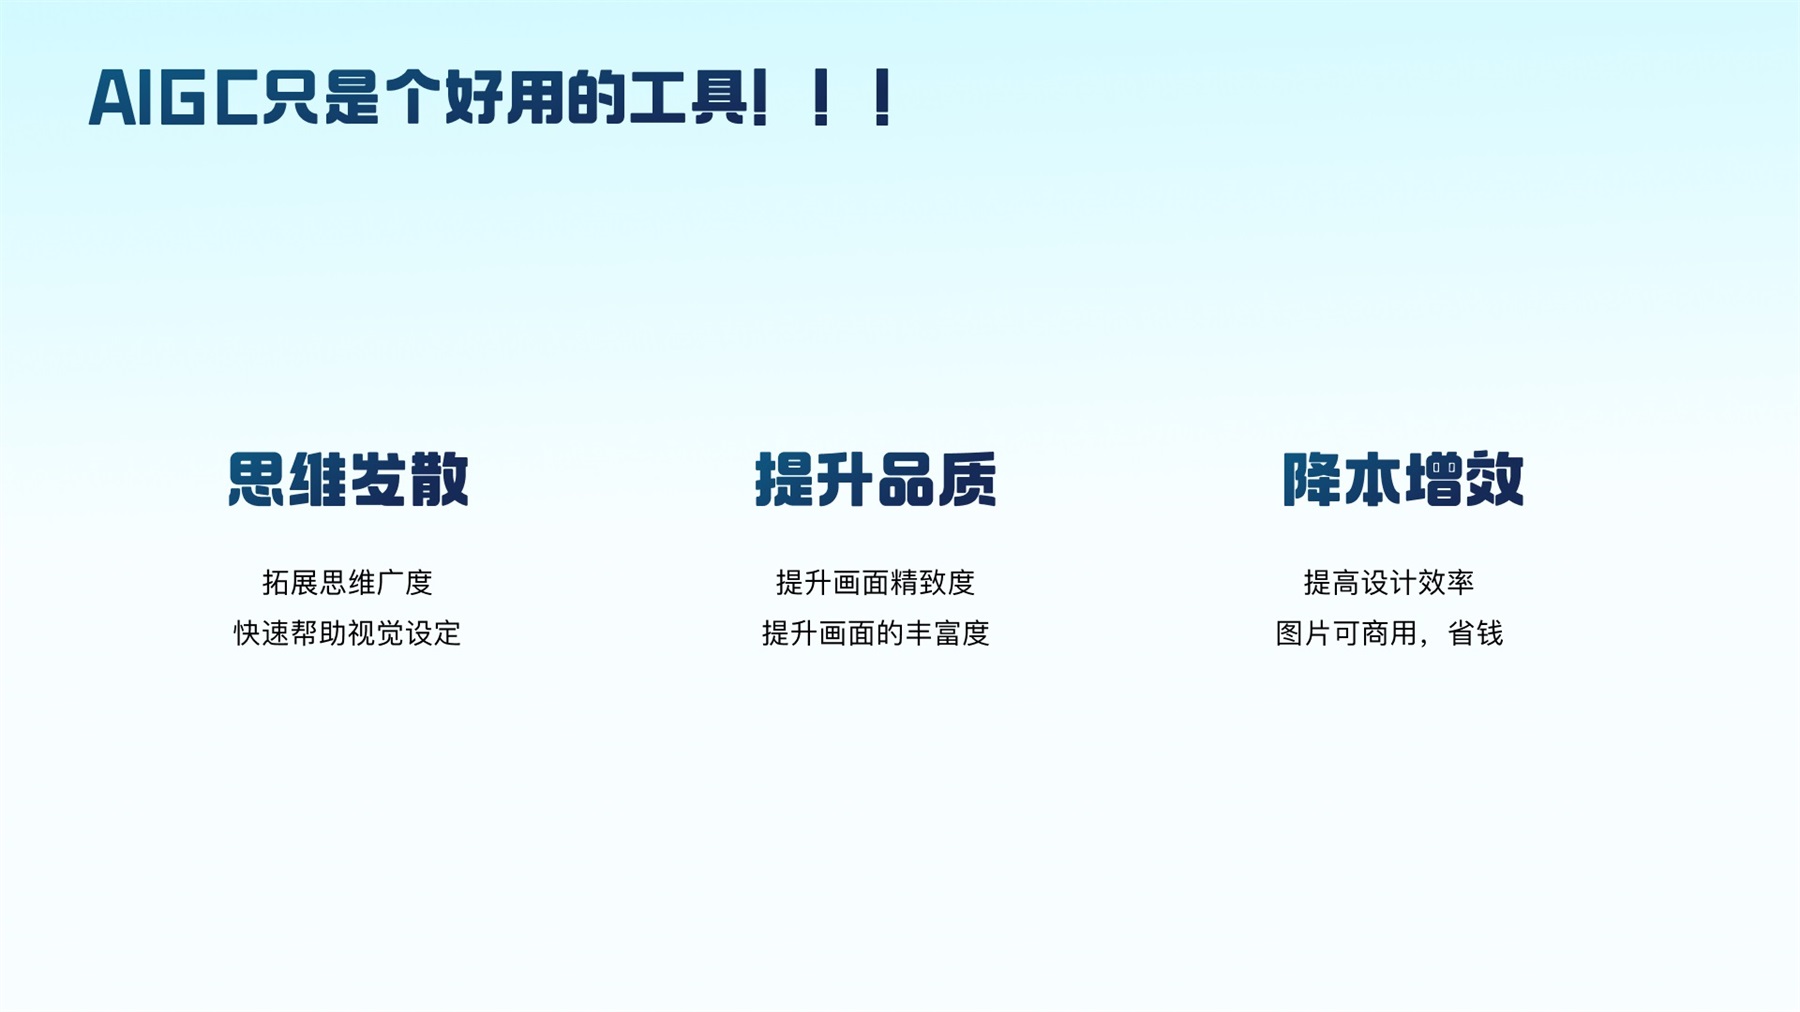 AIGC只是个好用的工具！！！
思维发散
拓展思维广度
快速帮助视觉设定
提升品质
提升画面精致度
提升画面的丰富度
降本增效
提高设计效率
图片可商用，省钱